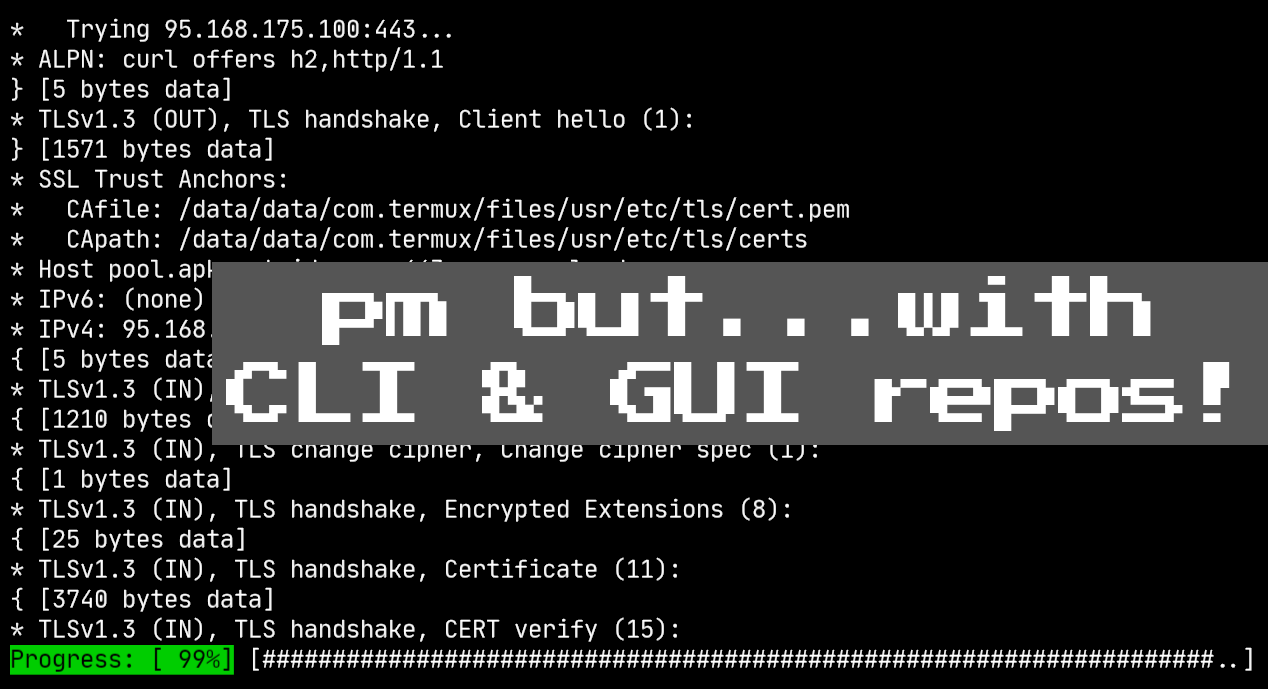 *   Trying 95.168.175.100:443...
* ALPN: curl offers h2,http/1.1
} [5 bytes data]
* TLSv1.3 (OUT), TLS handshake, Client hello (1):
} [1571 bytes data]
* SSL Trust Anchors:
*   CAfile: /data/data/com.termux/files/usr/etc/tls/cert.pem
*   CApath: /data/data/com.termux/files/usr/etc/tls/certs
* Host
* IPv6: (none)
* IPv4: 95.168.
{ [5 bytes data
* TLSv1.3 (IN),
{ [1210 bytes
pm but...with
CLI & GUI repos!
* TLSv1.3 (IN), TLS change cipher, Change cipher spec (1):
{ [1 bytes data]
* TLSv1.3 (IN), TLS handshake, Encrypted Extensions (8):
{ [25 bytes data]
* TLSv1.3 (IN), TLS handshake, Certificate (11):
{ [3740 bytes data]
* TLSv1.3 (IN), TLS handshake, CERT verify (15):
Progress: [ 99%] [####################################################################..]